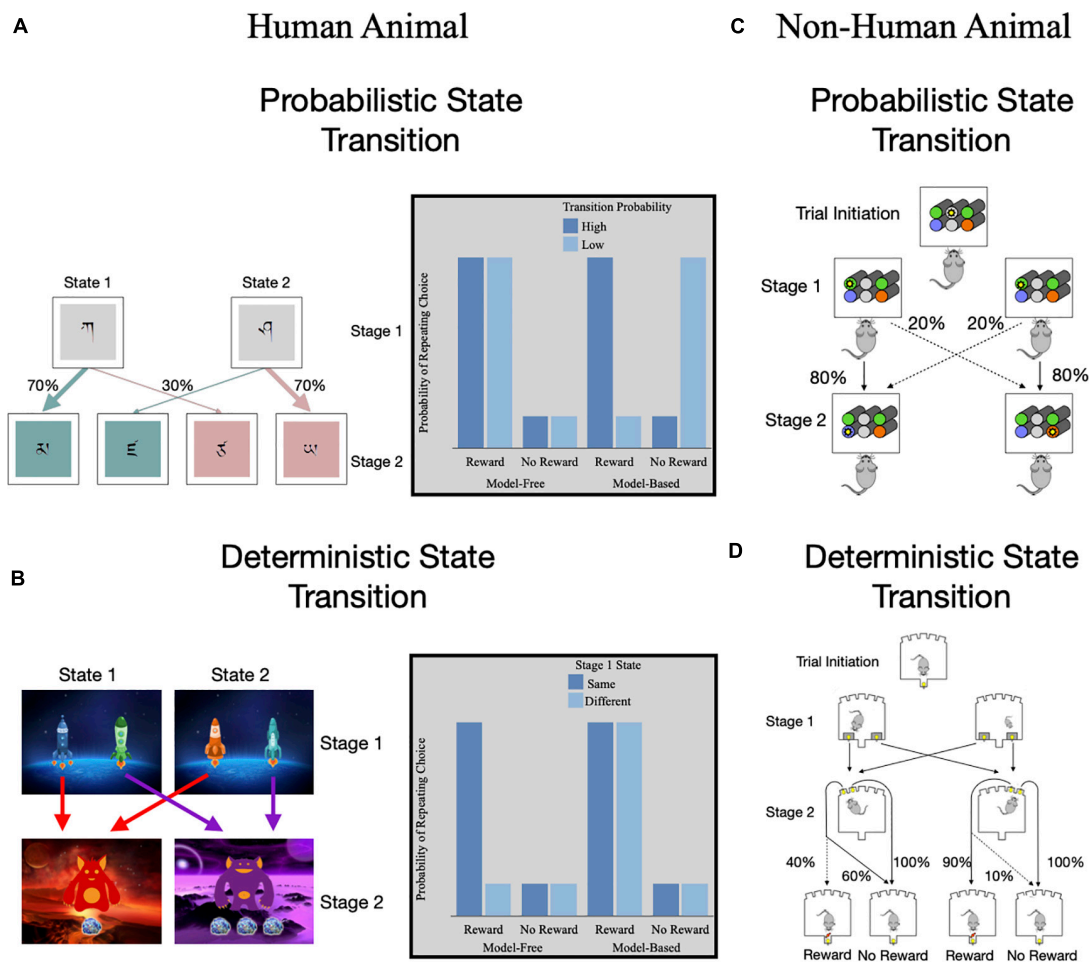 A
Human Animal
Probabilistic State
Transition
State 1
State 2
70%
30%
70%
Stage 1
Stage 2
Transition Probability
High
Low
Probability of Repeating Choice
Reward No Reward Reward No Reward
Model-Free Model-Based
B
Deterministic State
Transition
State 1
State 2
Stage 1
Stage 2
Stage 1 State
Same
Different
Probability of Repeating Choice
Reward No Reward Reward No Reward
Model-Free Model-Based
C
Non-Human Animal
Probabilistic State
Transition
Trial Initiation
Stage 1
20% 20%
80% 80%
Stage 2
D
Deterministic State
Transition
Trial Initiation
Stage 1
Stage 2
40% 60% 100% 90% 10% 100%
Reward No Reward Reward No Reward